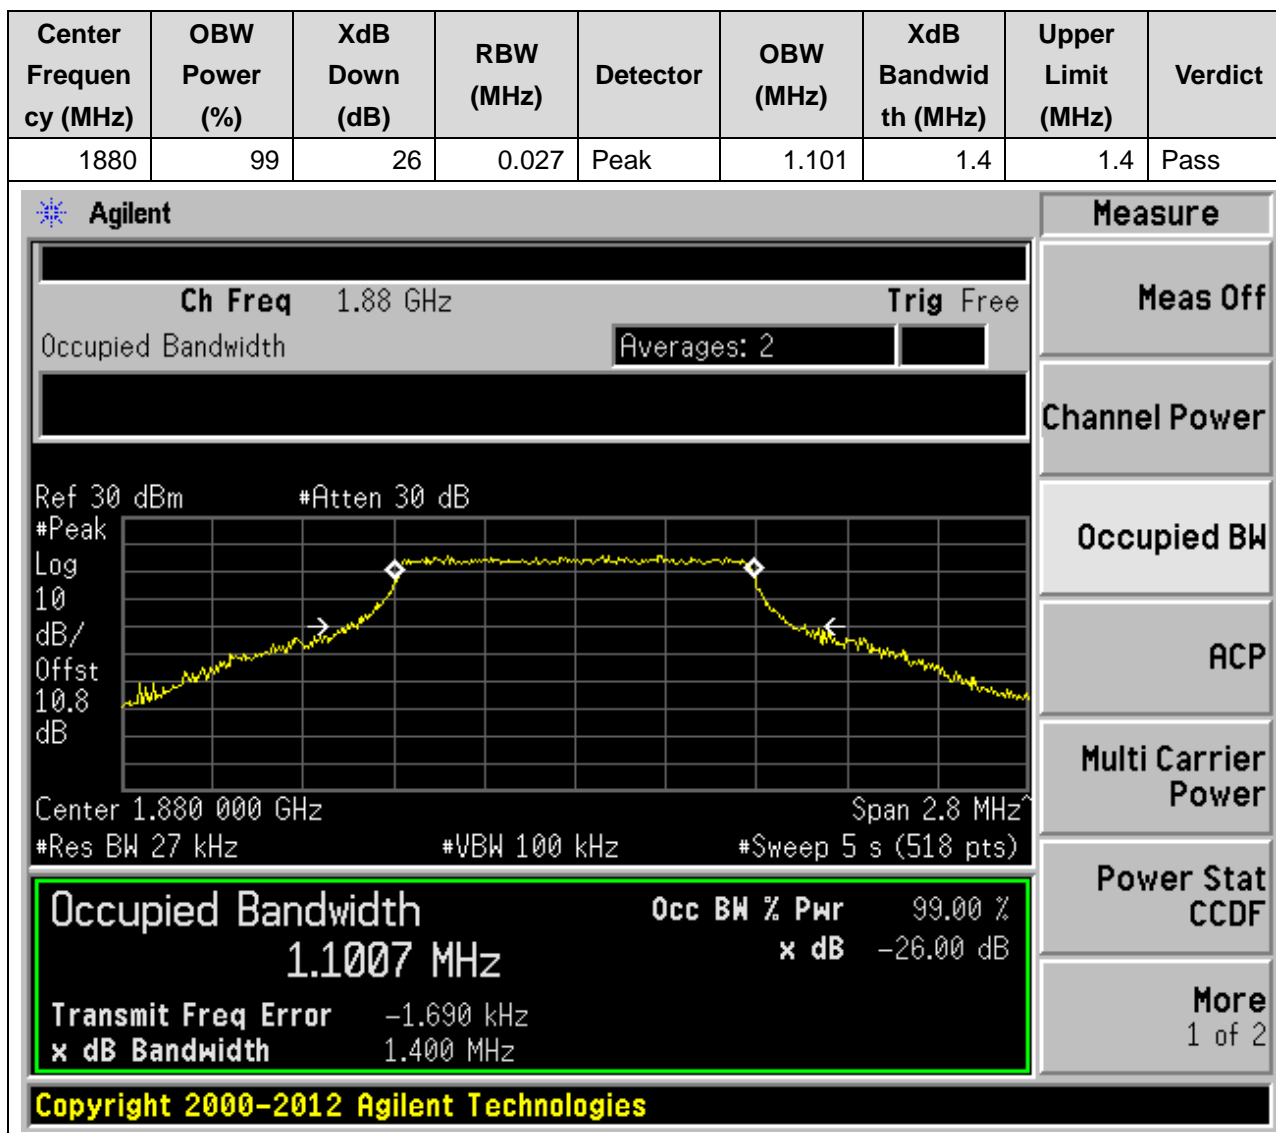 Center
Frequen
cy (MHz)
OBW
Power
(%)
XdB
Down
(dB)
RBW
(MHz)
Detector
OBW
(MHz)
XdB
Bandwid
th (MHz)
Upper
Limit
(MHz)
Verdict
1880 99 26 0.027 Peak 1.101 1.4 1.4 Pass
Agilent
Measure
Ch Freq 1.88 GHz Trig Free
Occupied Bandwidth Averages: 2
Meas Off
Channel Power
Occupied BW
ACP
Multi Carrier
Power
Power Stat
CCDF
More
1 of 2
Ref 30 dBm #Atten 30 dB
#Peak
Log
10
dB/
Offst
10.8
dB
Center 1.880 000 GHz Span 2.8 MHz^
#Res BW 27 kHz #VBW 100 kHz #Sweep 5 s (518 pts)
Occupied Bandwidth
1.1007 MHz
Occ BW % Pwr 99.00 %
x dB -26.00 dB
Transmit Freq Error -1.690 kHz
x dB Bandwidth 1.400 MHz
Copyright 2000-2012 Agilent Technologies